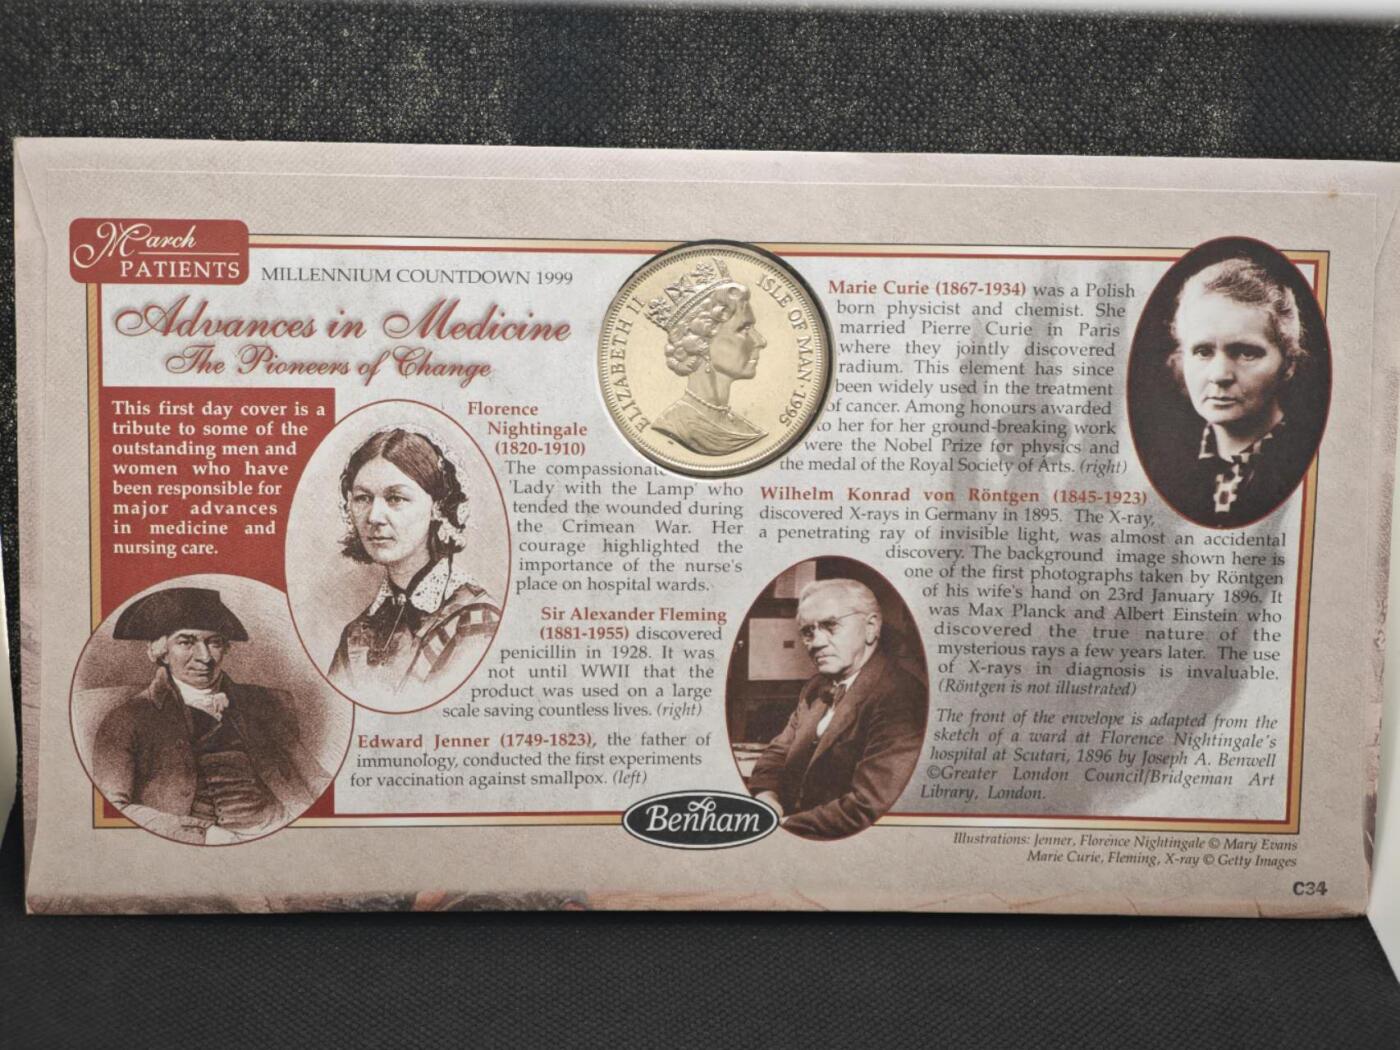 March
PATIENTS
MILLENNIUM COUNTDOWN 1999
Advances in Medicine
The Pioneers of Change
This first day cover is a
tribute to some of the
outstanding men and
women who have
been responsible for
major advances
in medicine and
nursing care.
Florence
Nightingale
(1820-1910)
The compassionate
'Lady with the Lamp' who
tended the wounded during
the Crimean War. Her
courage highlighted the
importance of the nurse's
place on hospital wards.
Sir Alexander Fleming
(1881-1955) discovered
penicillin in 1928. It was
not until WWII that the
product was used on a large
scale saving countless lives. (right)
Edward Jenner (1749-1823), the father of
immunology, conducted the first experiments
for vaccination against smallpox. (left)
ELIZABETH II
ISLE OF MAN·1995
Marie Curie (1867-1934) was a Polish
born physicist and chemist. She
married Pierre Curie in Paris
where they jointly discovered
radium. This element has since
been widely used in the treatment
of cancer. Among honours awarded
to her for her ground-breaking work
were the Nobel Prize for physics and
the medal of the Royal Society of Arts. (right)
Wilhelm Konrad von Röntgen (1845-1923)
discovered X-rays in Germany in 1895. The X-ray,
a penetrating ray of invisible light, was almost an accidental
discovery. The background image shown here is
one of the first photographs taken by Röntgen
of his wife's hand on 23rd January 1896. It
was Max Planck and Albert Einstein who
discovered the true nature of the
mysterious rays a few years later. The use
of X-rays in diagnosis is invaluable.
(Röntgen is not illustrated)
The front of the envelope is adapted from the
sketch of a ward at Florence Nightingale's
hospital at Scutari, 1896 by Joseph A. Benwell
©Greater London Council/Bridgeman Art
Library, London.
Benham
Illustrations: Jenner, Florence Nightingale © Mary Evans
Marie Curie, Fleming, X-ray © Getty Images
C34